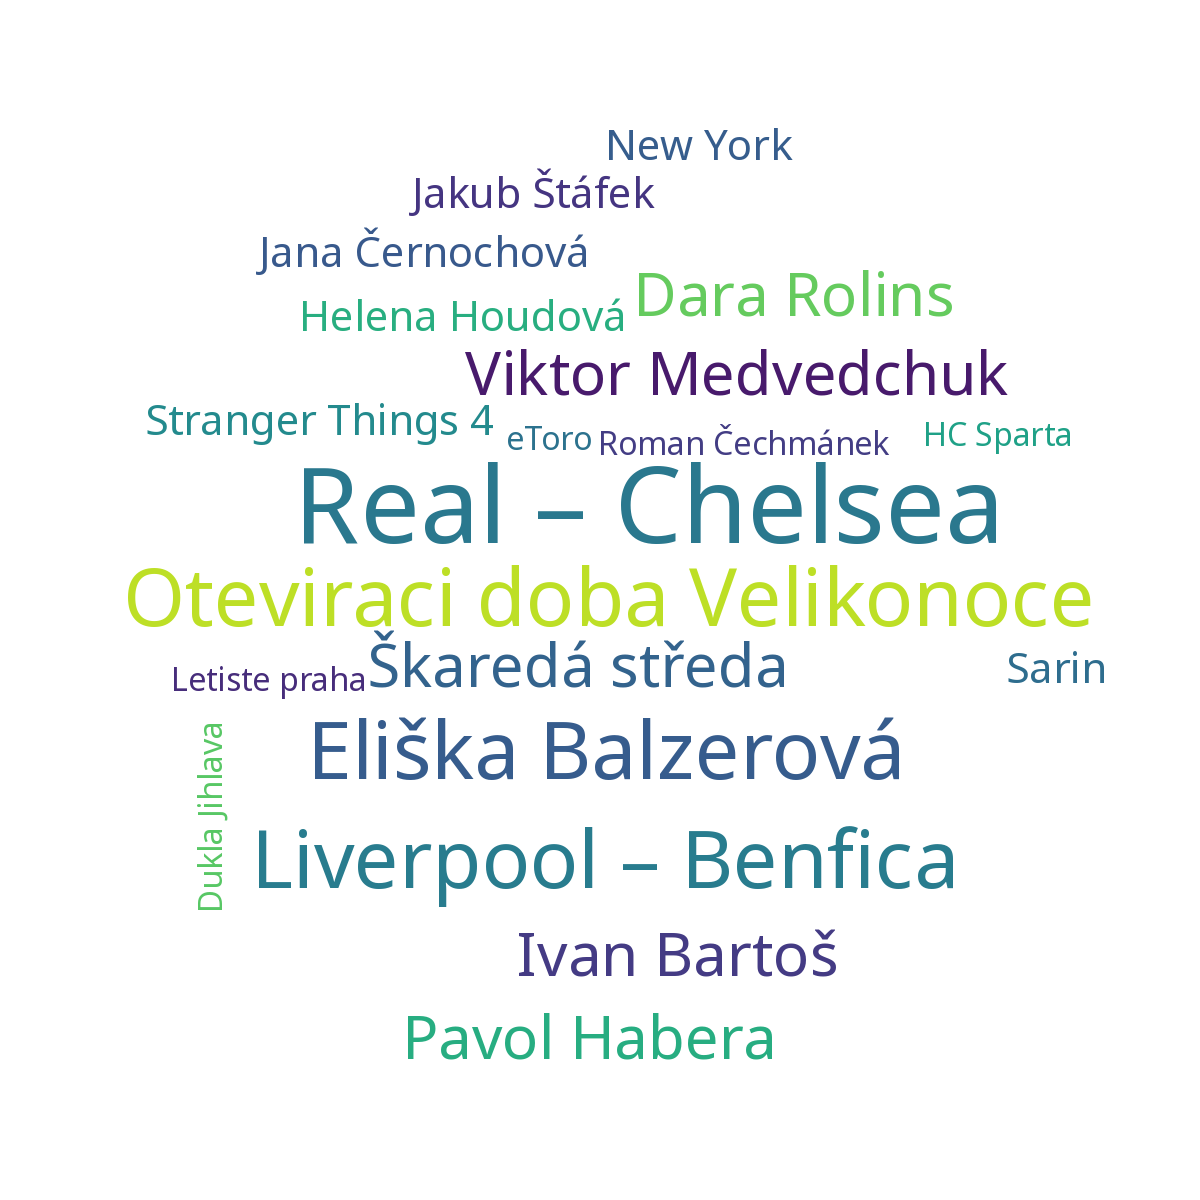 New York
Jakub Štáfek
Jana Černochová
Dara Rolins
Helena Houdová
Viktor Medvedchuk
Stranger Things 4
eToro
Roman Čechmánek
HC Sparta
Real – Chelsea
Oteviraci doba Velikonoce
Škaredá středa
Sarin
Letiste praha
Eliška Balzerová
Dukla Jihlava
Liverpool – Benfica
Ivan Bartoš
Pavol Habera